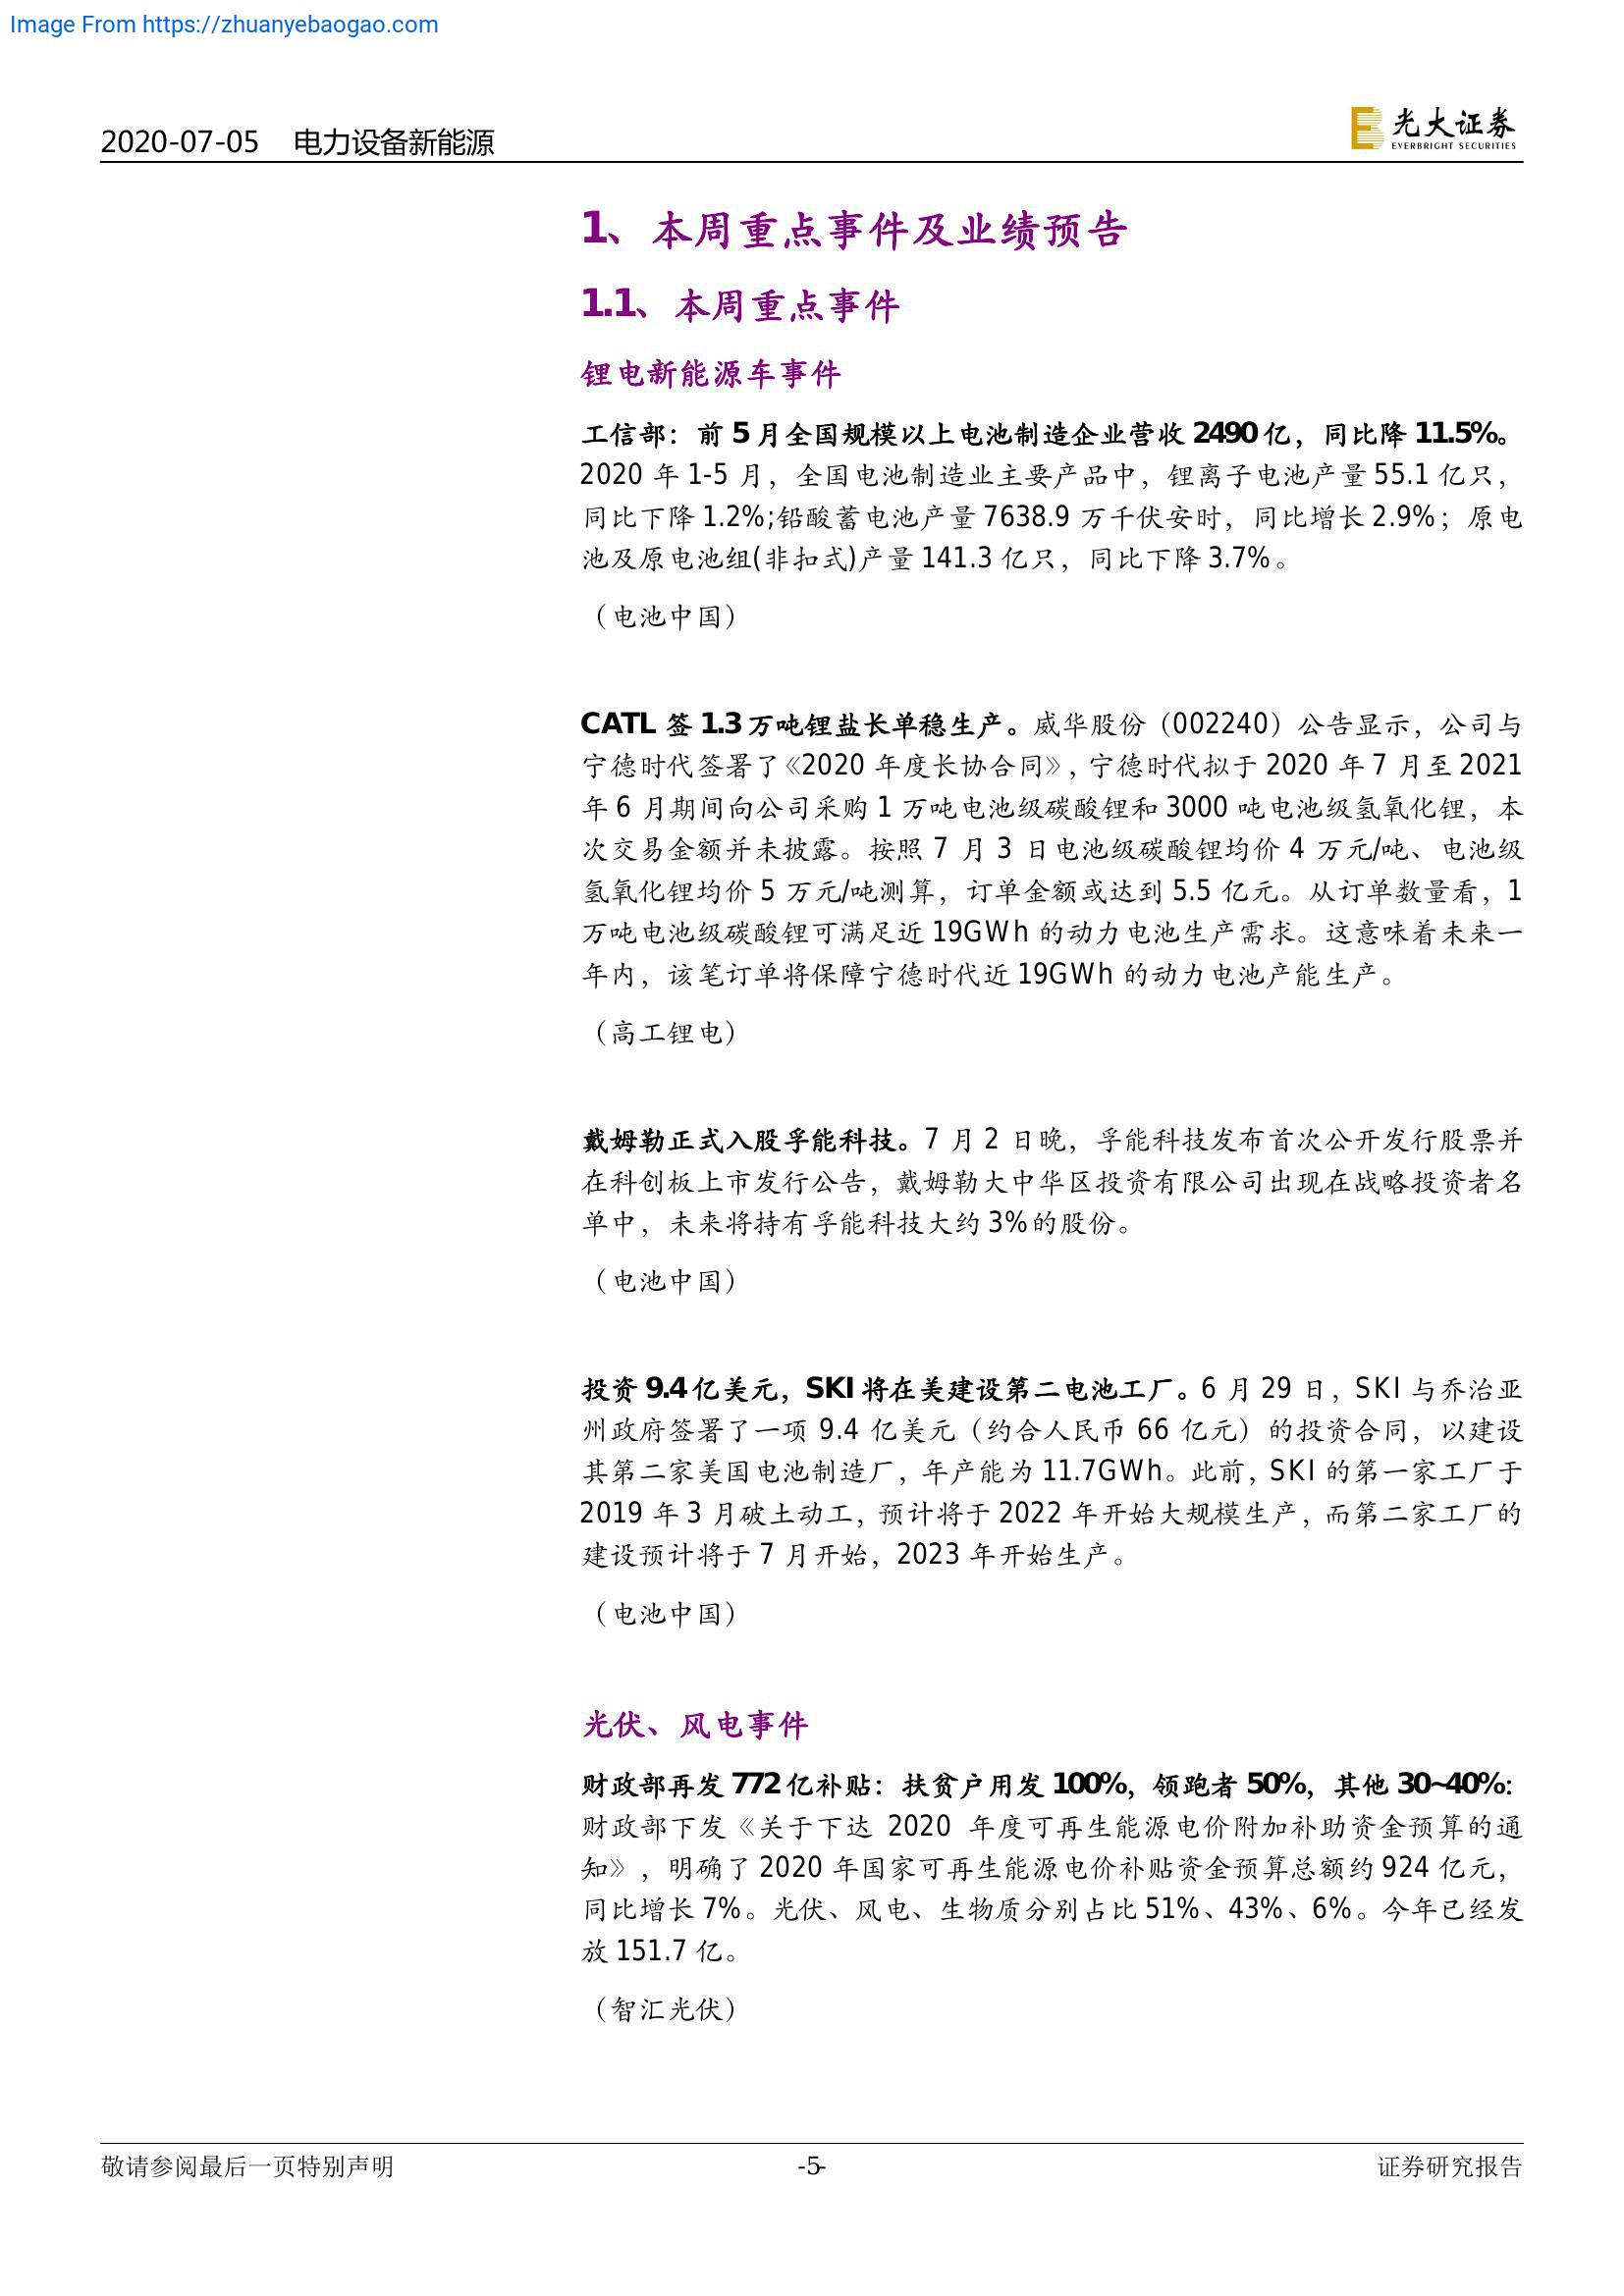 Image From https://zhuanyebaogao.com
2020-07-05 电力设备新能源
光大证券
EVERBRIGHT SECURITIES
1、本周重点事件及业绩预告
1.1、本周重点事件
锂电新能源车事件
工信部：前 5 月全国规模以上电池制造企业营收 2490 亿，同比降 11.5%。
2020 年 1-5 月，全国电池制造业主要产品中，锂离子电池产量 55.1 亿只，
同比下降 1.2%;铅酸蓄电池产量 7638.9 万千伏安时，同比增长 2.9%；原电
池及原电池组(非扣式)产量 141.3 亿只，同比下降 3.7%。
（电池中国）
CATL 签 1.3 万吨锂盐长单稳生产。威华股份（002240）公告显示，公司与
宁德时代签署了《2020 年度长协合同》，宁德时代拟于 2020 年 7 月至 2021
年 6 月期间向公司采购 1 万吨电池级碳酸锂和 3000 吨电池级氢氧化锂，本
次交易金额并未披露。按照 7 月 3 日电池级碳酸锂均价 4 万元/吨、电池级
氢氧化锂均价 5 万元/吨测算，订单金额或达到 5.5 亿元。从订单数量看，1
万吨电池级碳酸锂可满足近 19GWh 的动力电池生产需求。这意味着未来一
年内，该笔订单将保障宁德时代近 19GWh 的动力电池产能生产。
（高工锂电）
戴姆勒正式入股孚能科技。7 月 2 日晚，孚能科技发布首次公开发行股票并
在科创板上市发行公告，戴姆勒大中华区投资有限公司出现在战略投资者名
单中，未来将持有孚能科技大约 3%的股份。
（电池中国）
投资 9.4 亿美元，SKI 将在美建设第二电池工厂。6 月 29 日，SKI 与乔治亚
州政府签署了一项 9.4 亿美元（约合人民币 66 亿元）的投资合同，以建设
其第二家美国电池制造厂，年产能为 11.7GWh。此前，SKI 的第一家工厂于
2019 年 3 月破土动工，预计将于 2022 年开始大规模生产，而第二家工厂的
建设预计将于 7 月开始，2023 年开始生产。
（电池中国）
光伏、风电事件
财政部再发 772 亿补贴：扶贫户用发 100%，领跑者 50%，其他 30~40%：
财政部下发《关于下达 2020 年度可再生能源电价附加补助资金预算的通
知》，明确了 2020 年国家可再生能源电价补贴资金预算总额约 924 亿元，
同比增长 7%。光伏、风电、生物质分别占比 51%、43%、6%。今年已经发
放 151.7 亿。
（智汇光伏）
敬请参阅最后一页特别声明 -5- 证券研究报告